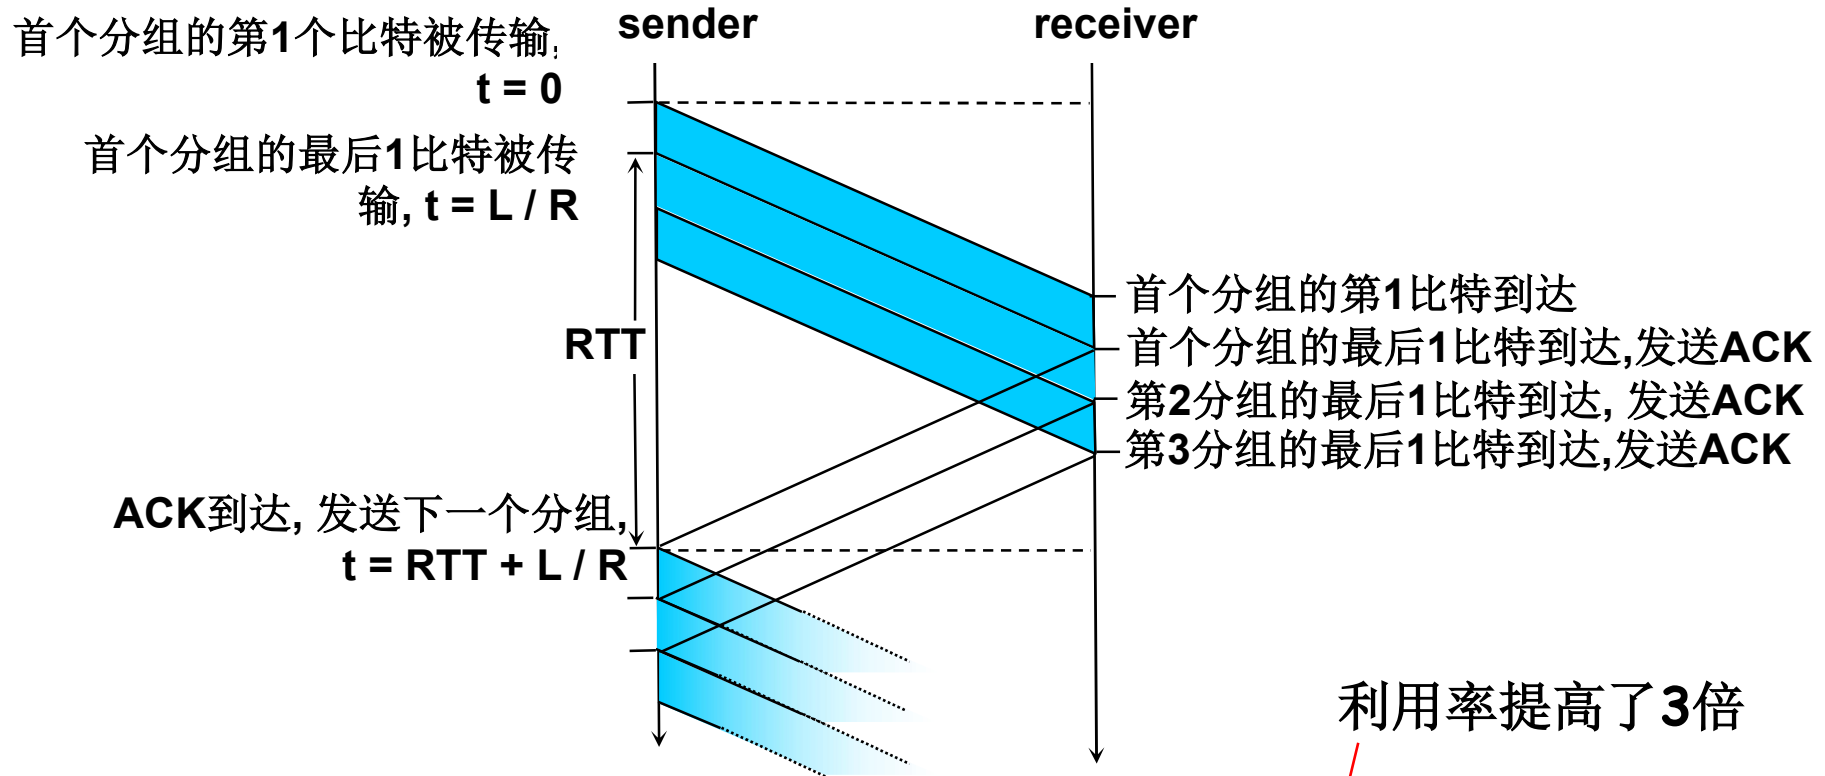 sender
receiver
首个分组的第1个比特被传输,
t = 0
首个分组的最后1比特被传
输, t = L / R
首个分组的第1比特到达
RTT
首个分组的最后1比特到达,发送ACK
第2分组的最后1比特到达, 发送ACK
第3分组的最后1比特到达,发送ACK
ACK到达, 发送下一个分组,
t = RTT + L / R
利用率提高了3倍